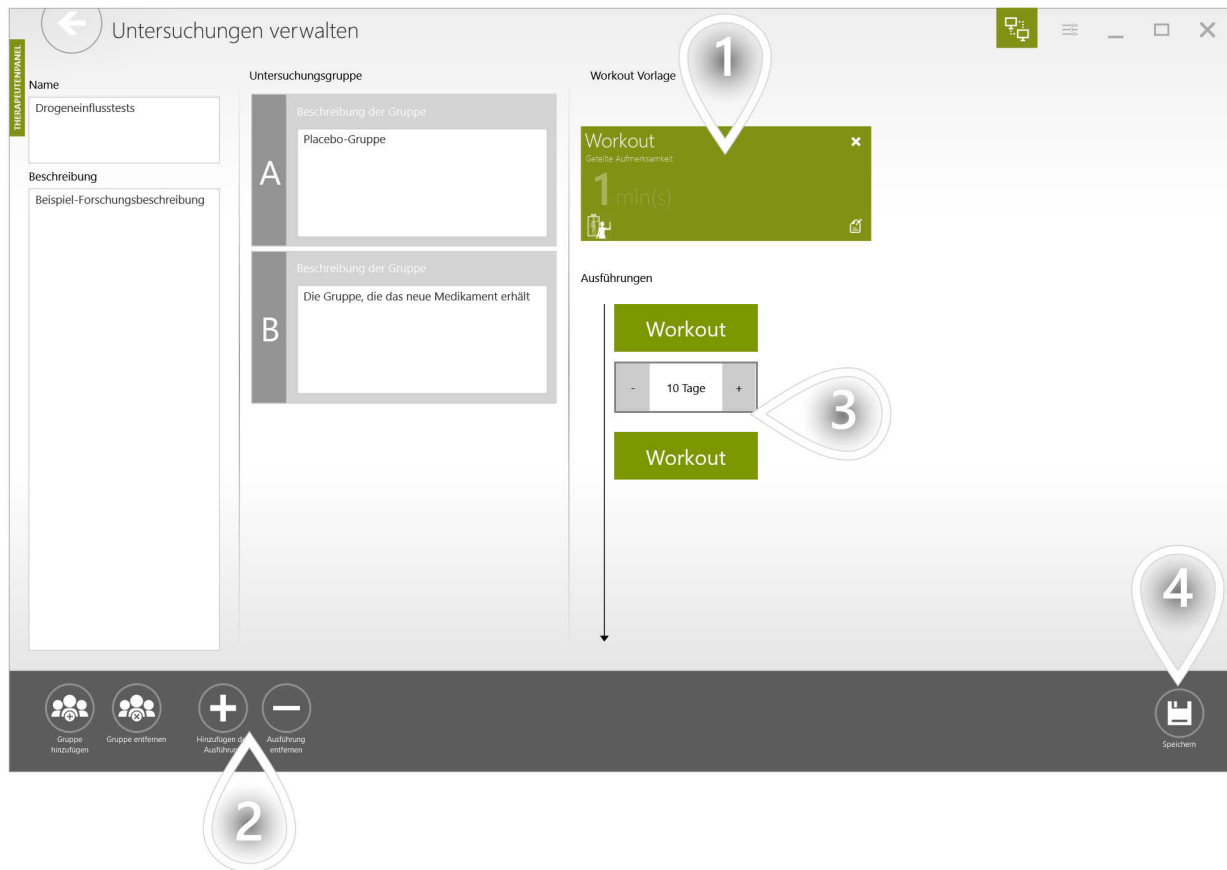 Untersuchungen verwalten
THERAPEUTENPANEL
Name
Drogeneinflusstests
Beschreibung
Beispiel-Forschungsbeschreibung
Untersuchungsgruppe
A
Beschreibung der Gruppe
Placebo-Gruppe
B
Beschreibung der Gruppe
Die Gruppe, die das neue Medikament erhält
Workout Vorlage
1
Workout
Geteilte Aufmerksamkeit
1 min(s)
Ausführungen
Workout
- 10 Tage +
3
Workout
4
Gruppe
hinzufügen
Gruppe entfernen
Hinzufügen
Ausführung
entfernen
Speichern
2